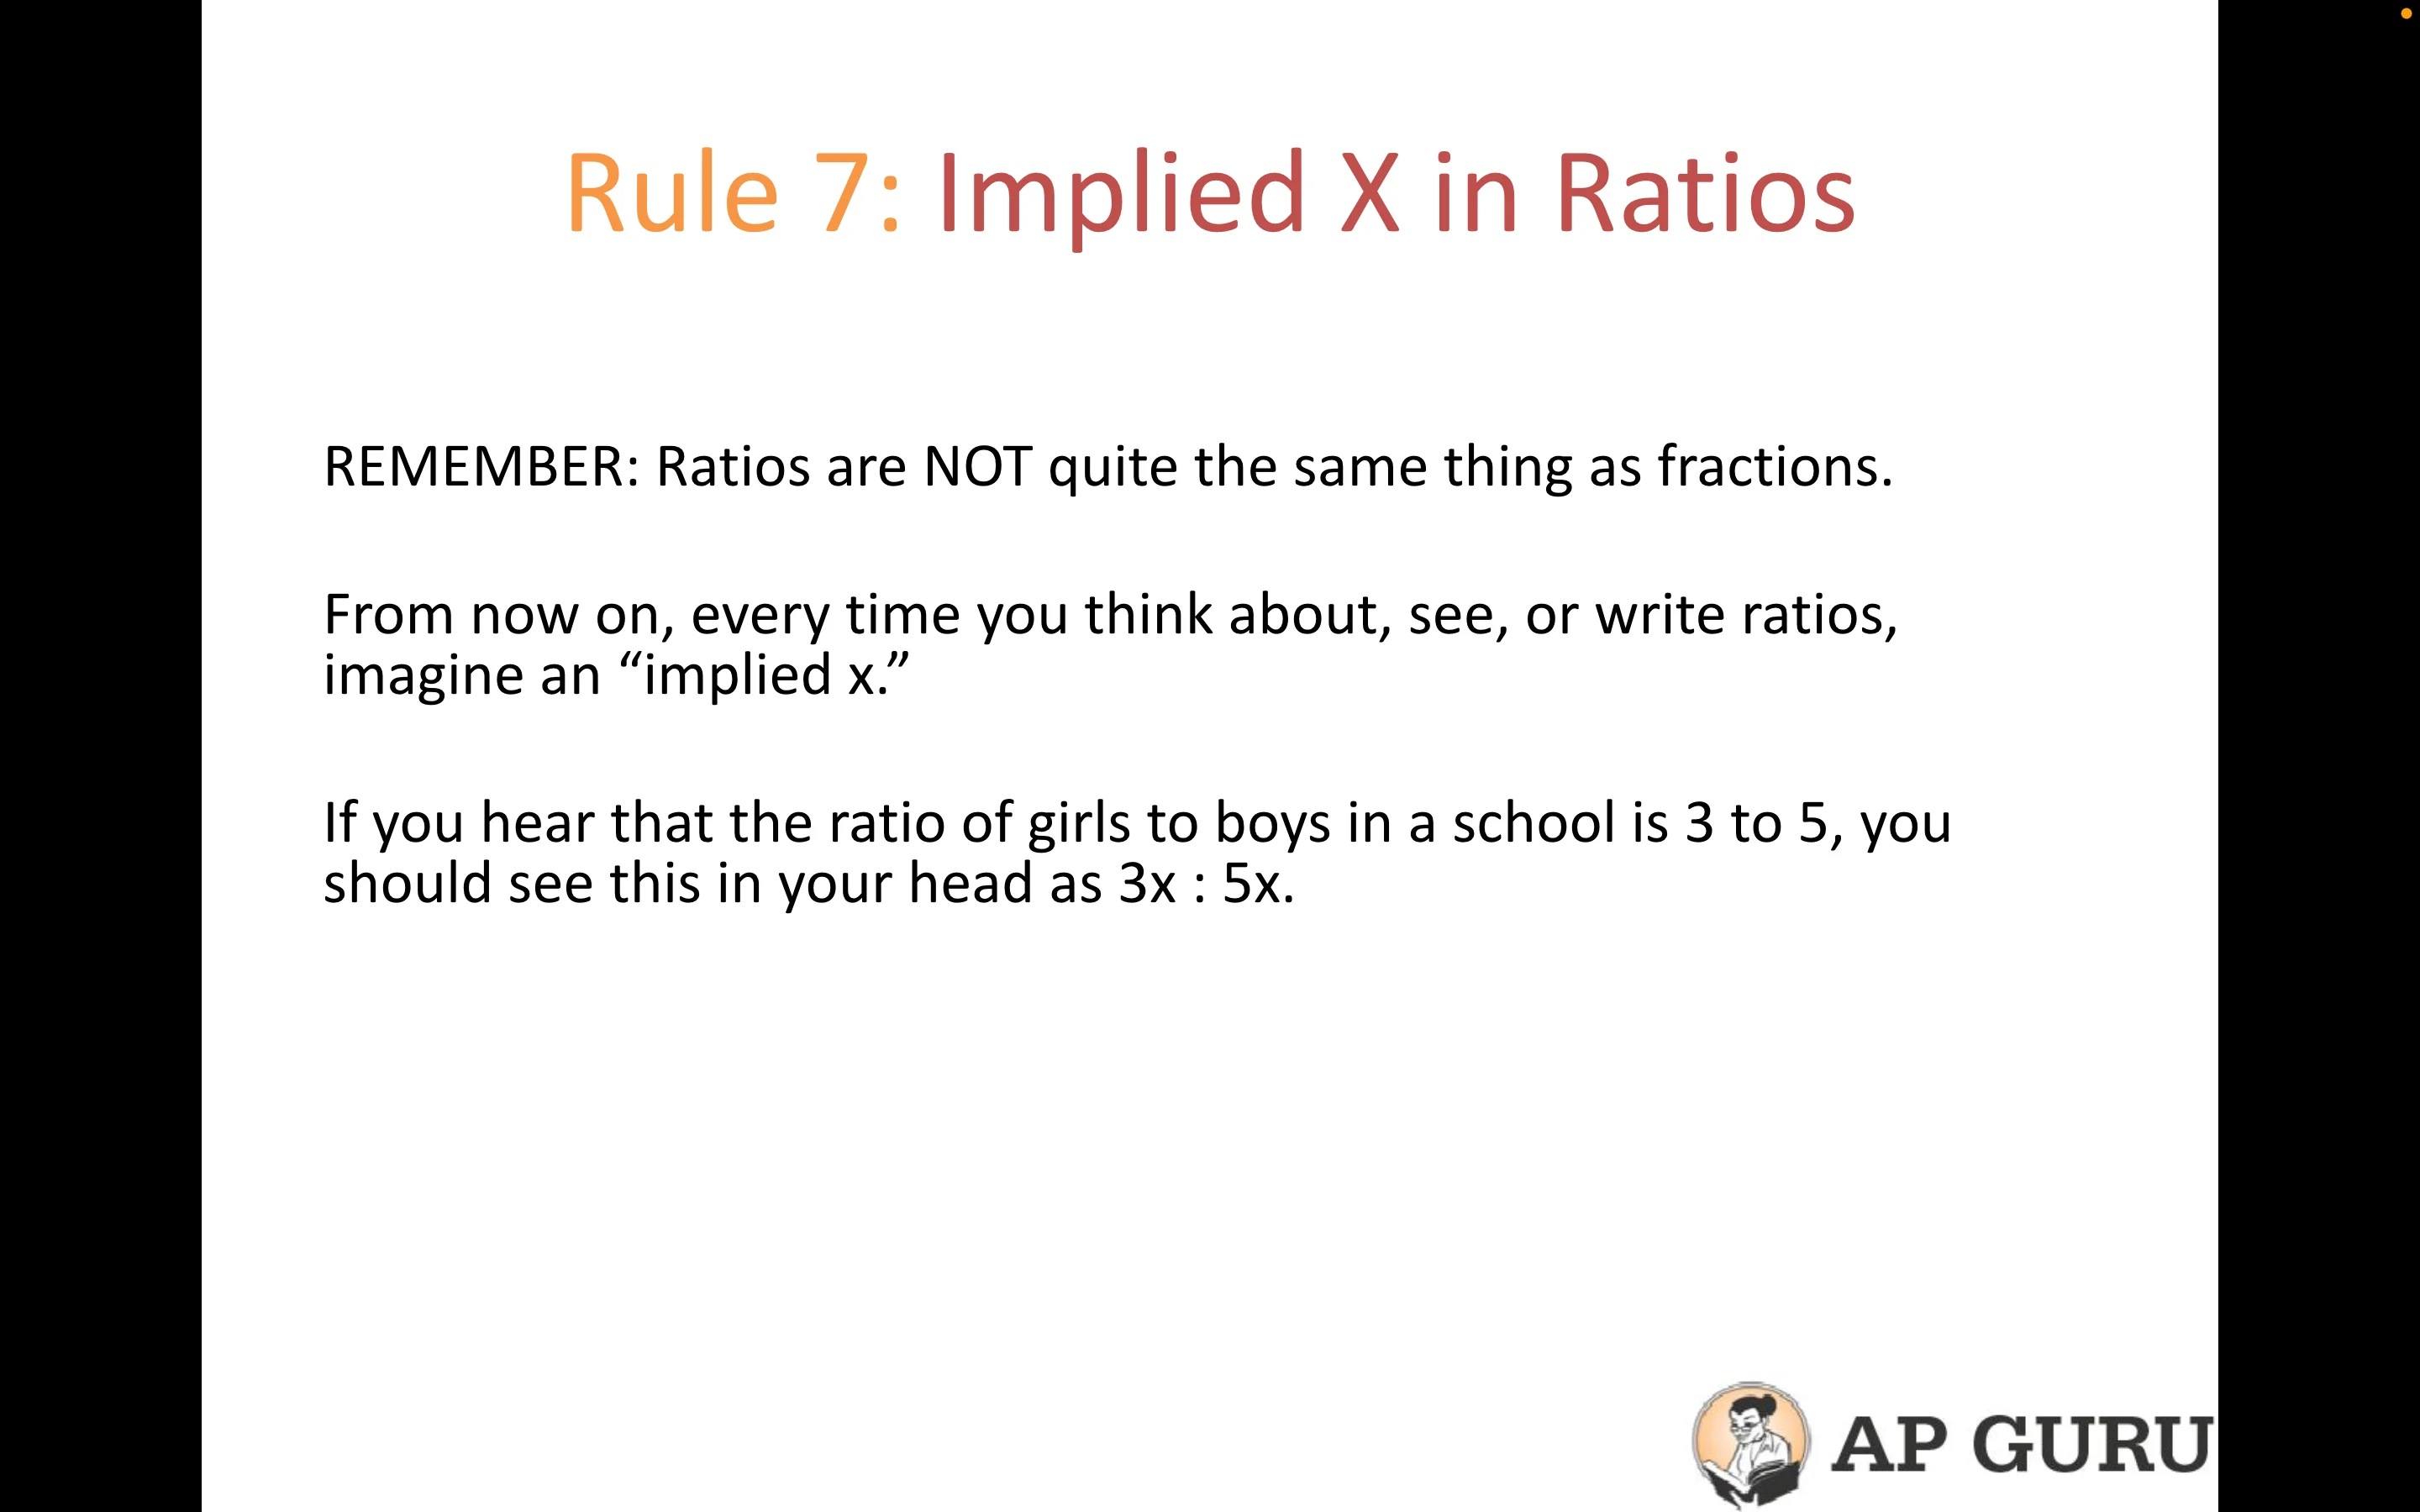 Rule 7: Implied X in Ratios
REMEMBER: Ratios are NOT quite the same thing as fractions.
From now on, every time you think about, see, or write ratios,
imagine an “implied x.”
If you hear that the ratio of girls to boys in a school is 3 to 5, you
should see this in your head as 3x : 5x.
AP GURU